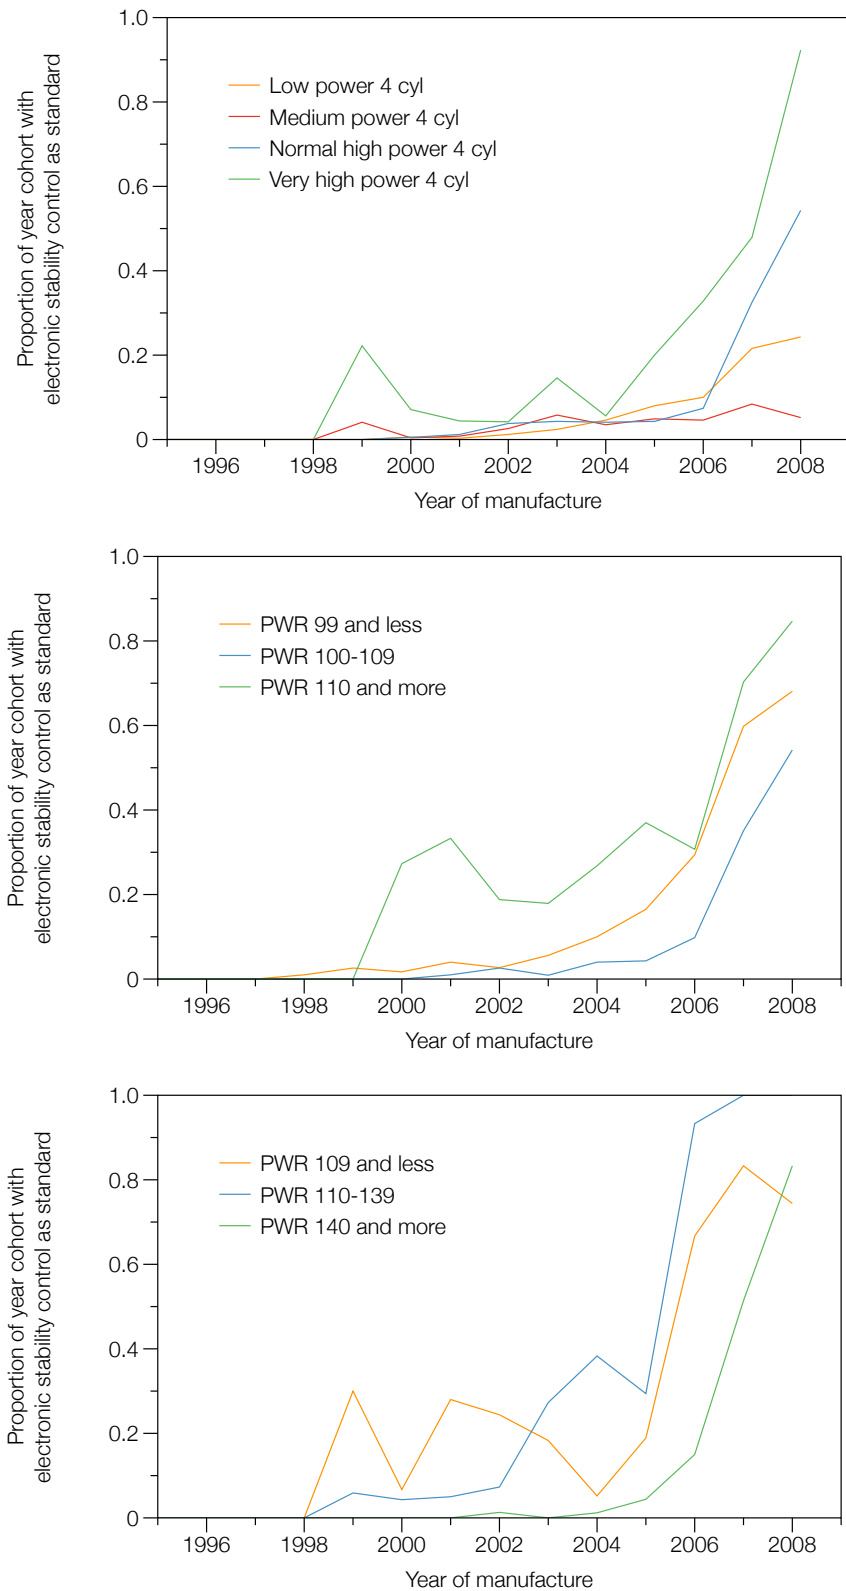 Proportion of year cohort with
electronic stability control as standard
1.0
0.8
0.6
0.4
0.2
0
Low power 4 cyl
Medium power 4 cyl
Normal high power 4 cyl
Very high power 4 cyl
1996 1998 2000 2002 2004 2006 2008
Year of manufacture
Proportion of year cohort with
electronic stability control as standard
1.0
0.8
0.6
0.4
0.2
0
PWR 99 and less
PWR 100-109
PWR 110 and more
1996 1998 2000 2002 2004 2006 2008
Year of manufacture
Proportion of year cohort with
electronic stability control as standard
1.0
0.8
0.6
0.4
0.2
0
PWR 109 and less
PWR 110-139
PWR 140 and more
1996 1998 2000 2002 2004 2006 2008
Year of manufacture